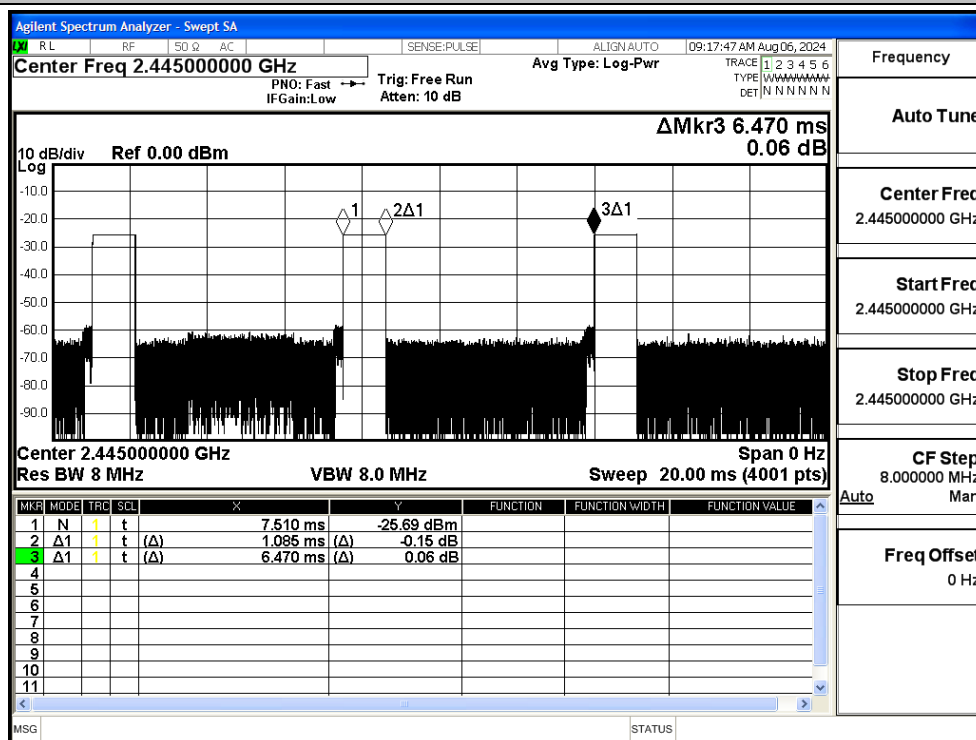 Agilent Spectrum Analyzer - Swept SA
LXI RL RF 50 Ω AC SENSE:PULSE ALIGN AUTO 09:17:47 AM Aug 06, 2024
Center Freq 2.445000000 GHz
PNO: Fast
IFGain:Low
Trig: Free Run
Atten: 10 dB
Avg Type: Log-Pwr
TRACE 1 2 3 4 5 6
TYPE
DET N N N N N N
ΔMkr3 6.470 ms
0.06 dB
10 dB/div Ref 0.00 dBm
Log
-10.0
-20.0
-30.0
-40.0
-50.0
-60.0
-70.0
-80.0
-90.0
1 2Δ1 3Δ1
Center 2.445000000 GHz Span 0 Hz
Res BW 8 MHz VBW 8.0 MHz Sweep 20.00 ms (4001 pts)
MKR MODE TRC SCL X Y FUNCTION FUNCTION WIDTH FUNCTION VALUE
1 N 1 t 7.510 ms -25.69 dBm
2 Δ1 1 t (Δ) 1.085 ms (Δ) -0.15 dB
3 Δ1 1 t (Δ) 6.470 ms (Δ) 0.06 dB
4
5
6
7
8
9
10
11
MSG STATUS
Frequency
Auto Tune
Center Freq
2.445000000 GHz
Start Freq
2.445000000 GHz
Stop Freq
2.445000000 GHz
CF Step
8.000000 MHz
Auto Man
Freq Offset
0 Hz